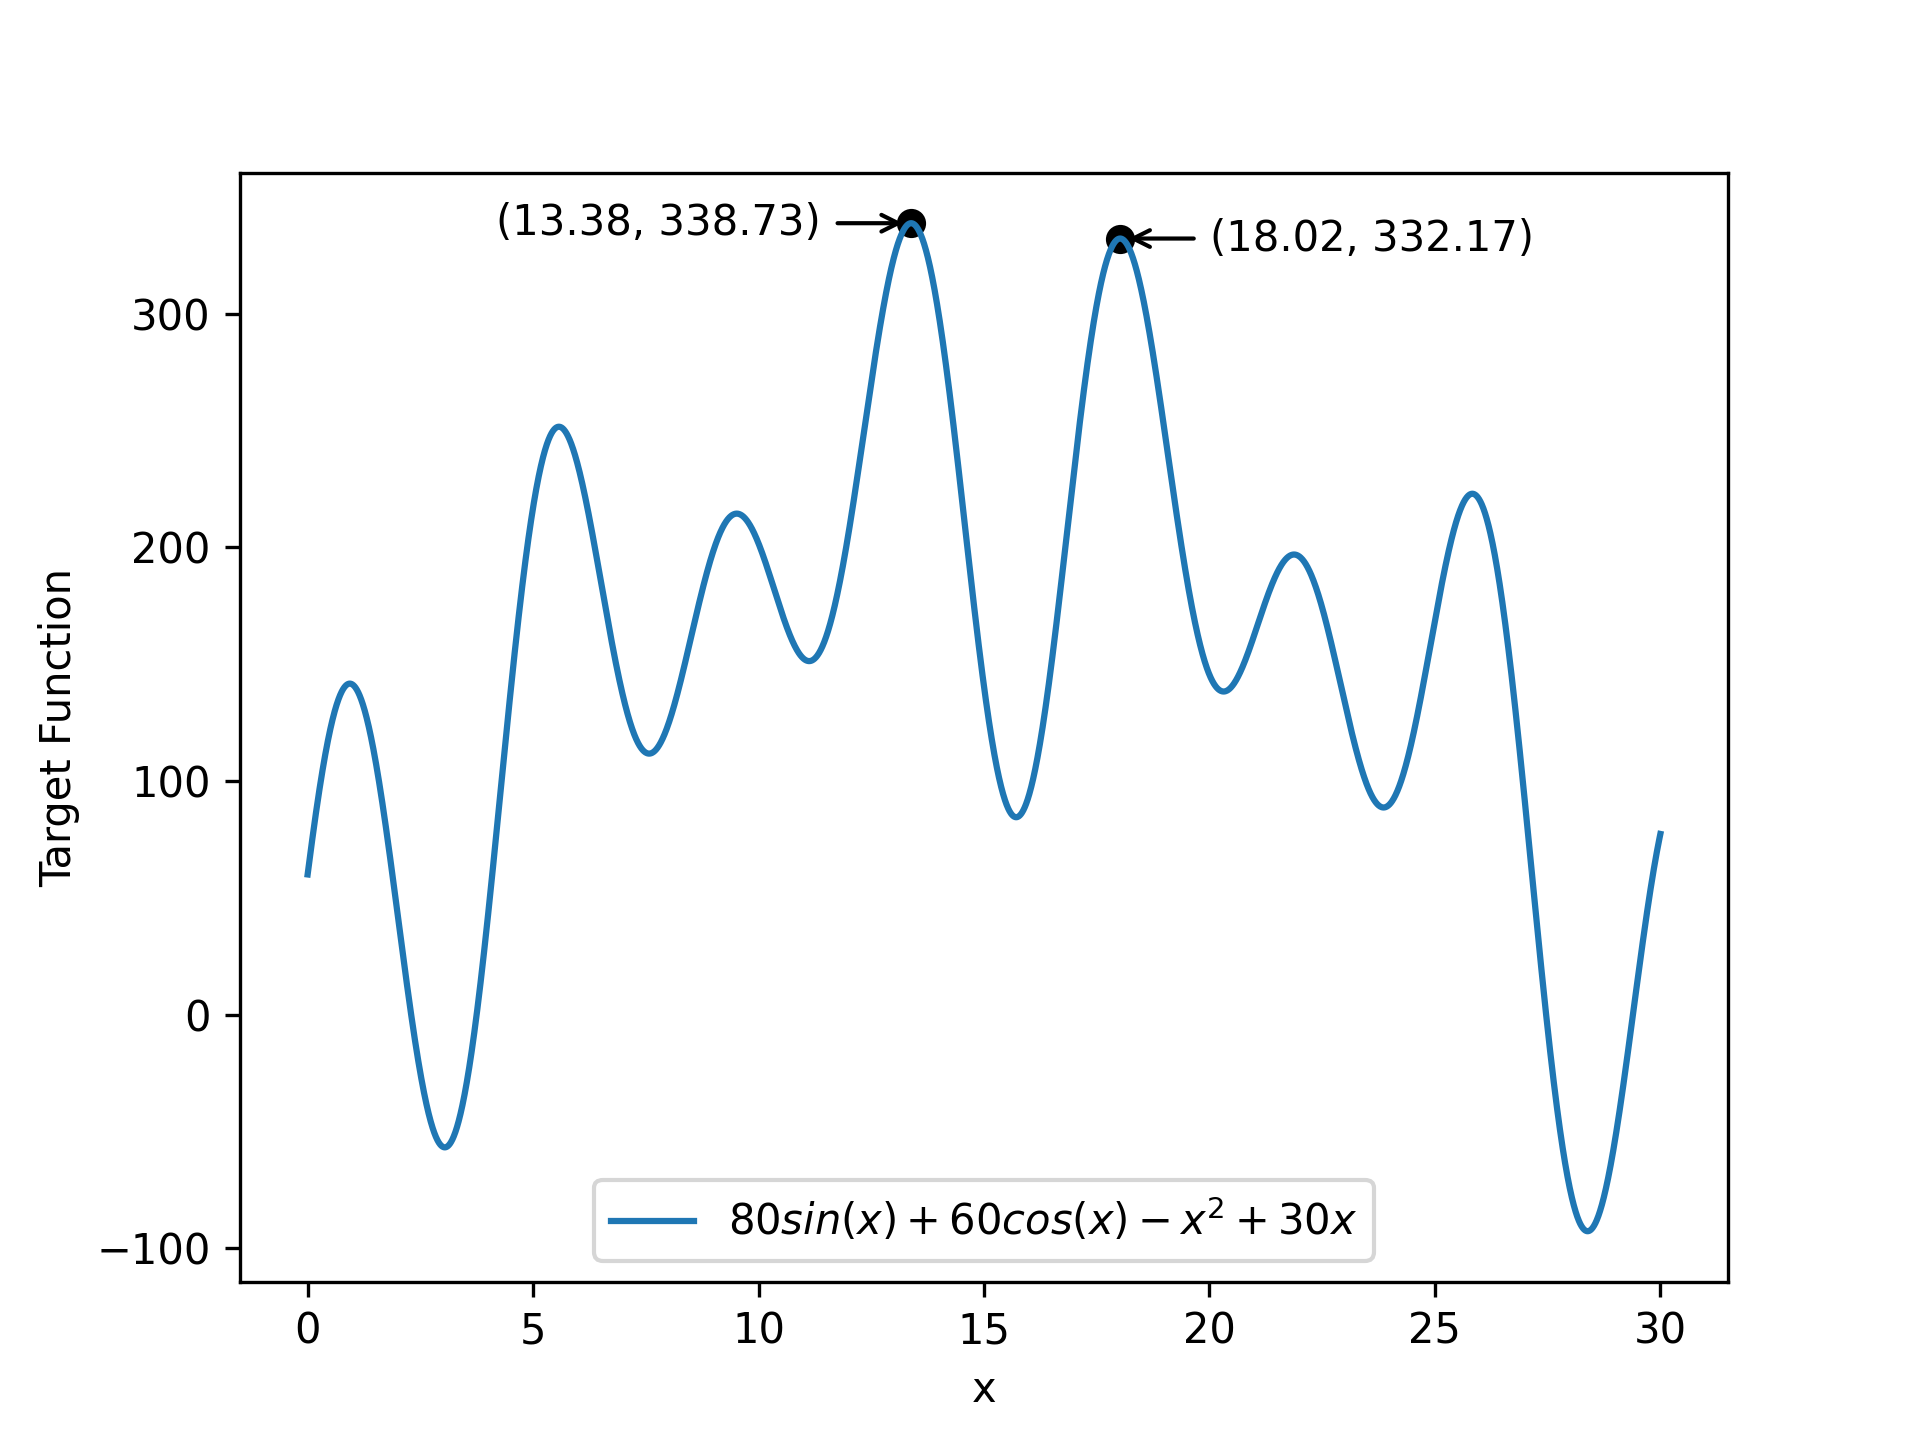 (13.38, 338.73)
(18.02, 332.17)
300
200
100
0
−100
Target Function
80sin(x) + 60cos(x) − x² + 30x
0 5 10 15 20 25 30
x